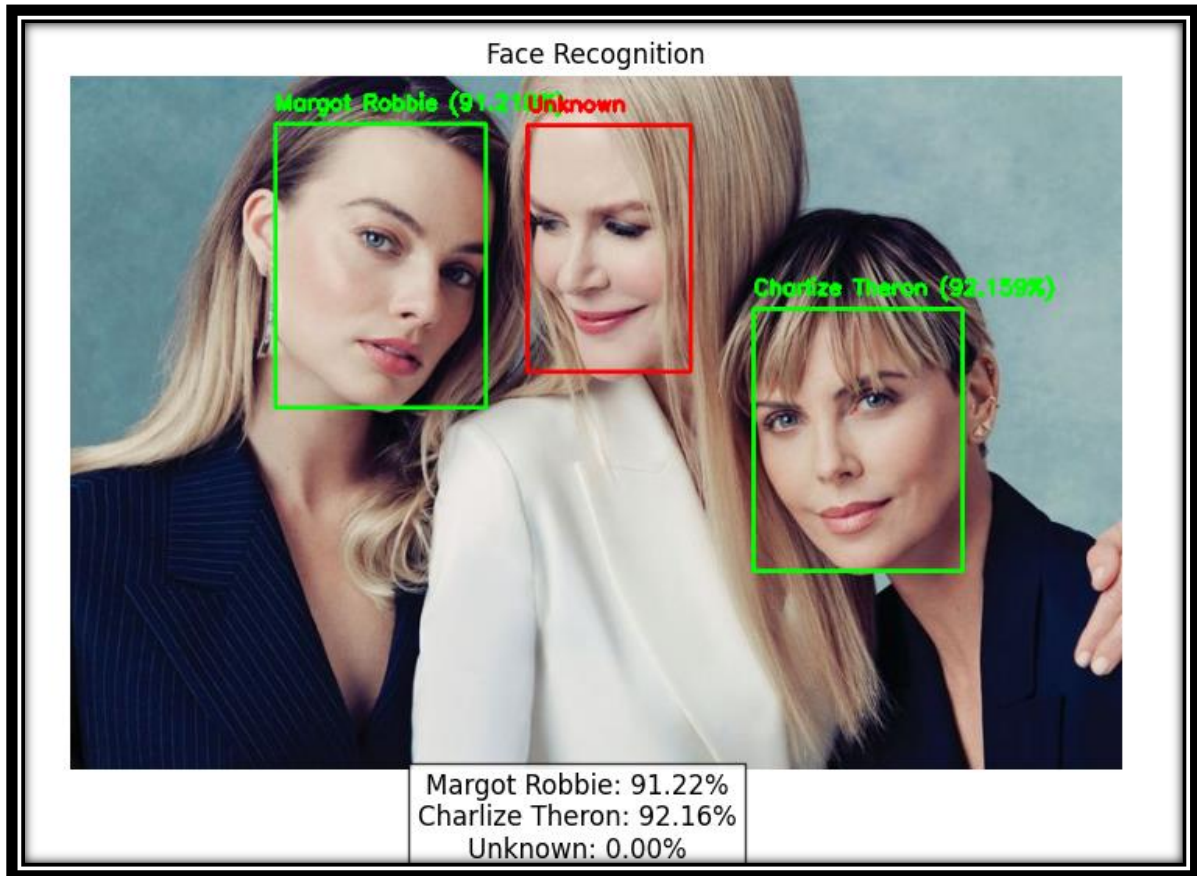 Face Recognition
Margot Robbie (91.21
Unknown
Charlize Theron (92.159%)
Margot Robbie: 91.22%
Charlize Theron: 92.16%
Unknown: 0.00%